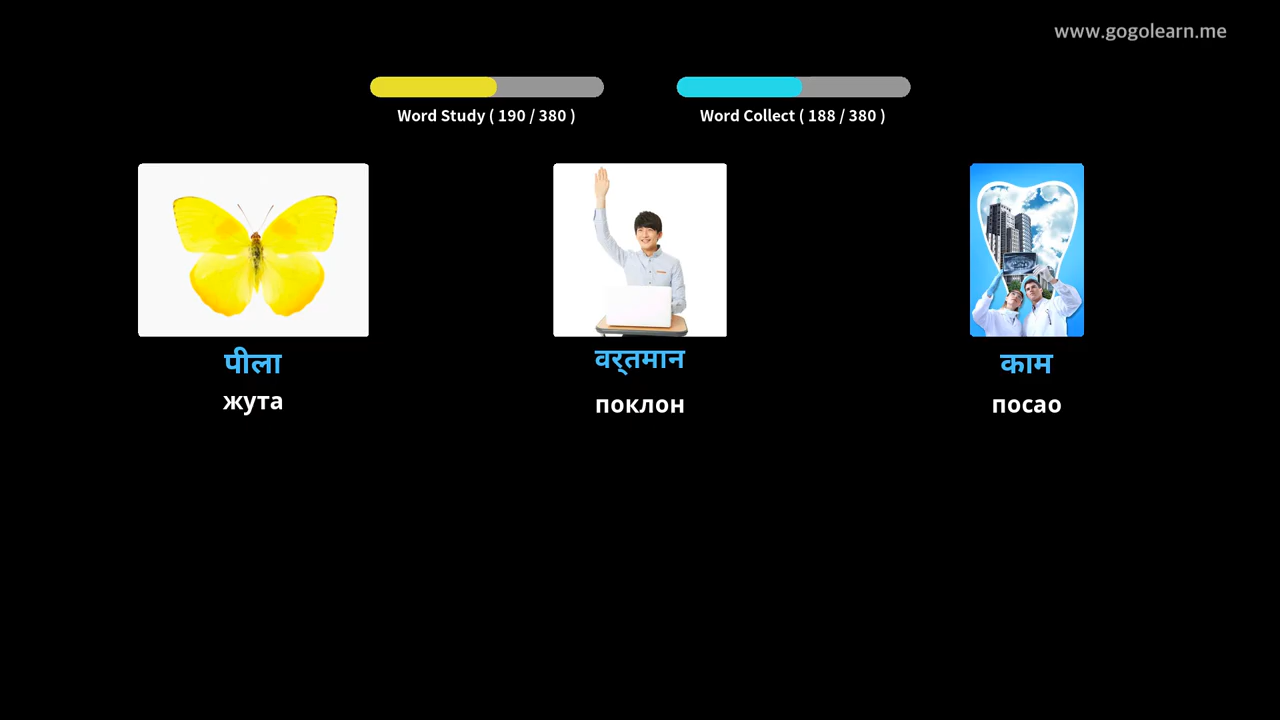 www.gogolearn.me
Word Study ( 190 / 380 )
Word Collect ( 188 / 380 )
पीला
वर्तमान
काम
жута
поклон
посао